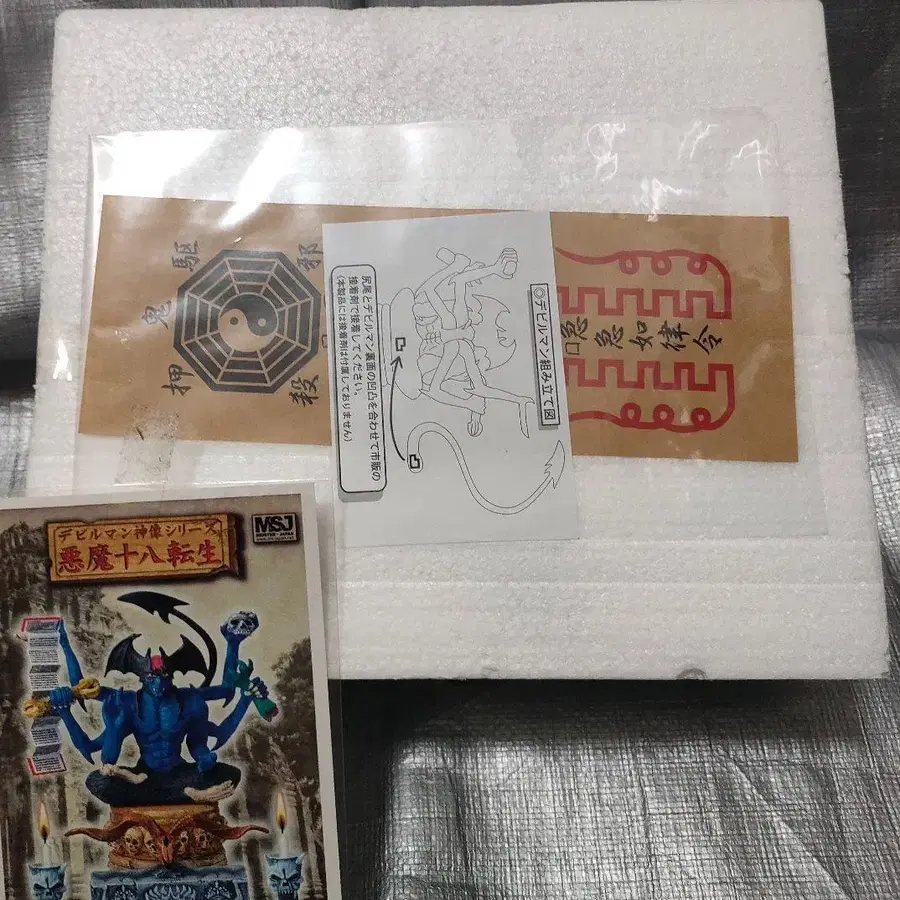 駆
邪
鬼
押
殺
◎デビルマン組み立て図
尻尾とデビルマン裏面の凹凸を合わせて市販の
接着剤で接着してください。
(本製品には接着剤は付属しておりません)
急急如律令
デビルマン神像シリーズ
悪魔十八転生
MSJ
MEISTER・JAPAN